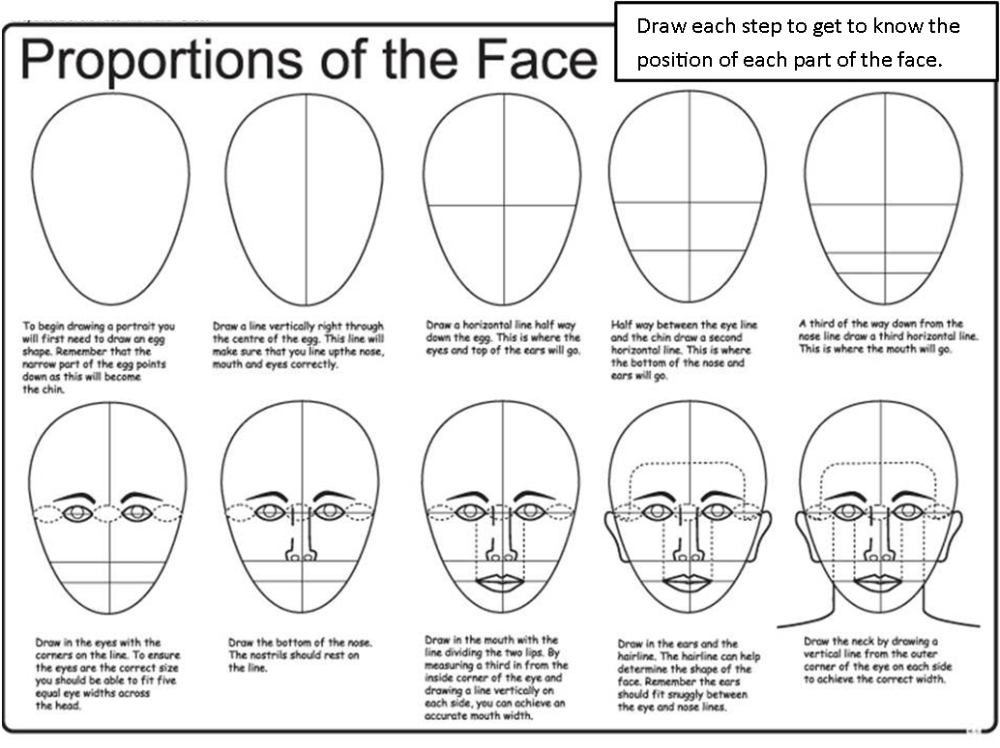 Proportions of the Face
Draw each step to get to know the
position of each part of the face.
To begin drawing a portrait you
will first need to draw an egg
shape. Remember that the
narrow part of the egg points
down as this will become
the chin.
Draw a line vertically right through
the centre of the egg. This line will
make sure that you line upthe nose,
mouth and eyes correctly.
Draw a horizontal line half way
down the egg. This is where the
eyes and top of the ears will go.
Half way between the eye line
and the chin draw a second
horizontal line. This is where
the bottom of the nose and
ears will go.
A third of the way down from the
nose line draw a third horizontal line.
This is where the mouth will go.
Draw in the eyes with the
corners on the line. To ensure
the eyes are the correct size
you should be able to fit five
equal eye widths across
the head.
Draw the bottom of the nose.
The nostrils should rest on
the line.
Draw in the mouth with the
line dividing the two lips. By
measuring a third in from the
inside corner of the eye and
drawing a line vertically on
each side, you can achieve an
accurate mouth width.
Draw in the ears and the
hairline. The hairline can help
determine the shape of the
face. Remember the ears
should fit snuggly between
the eye and nose lines.
Draw the neck by drawing a
vertical line from the outer
corner of the eye on each side
to achieve the correct width.